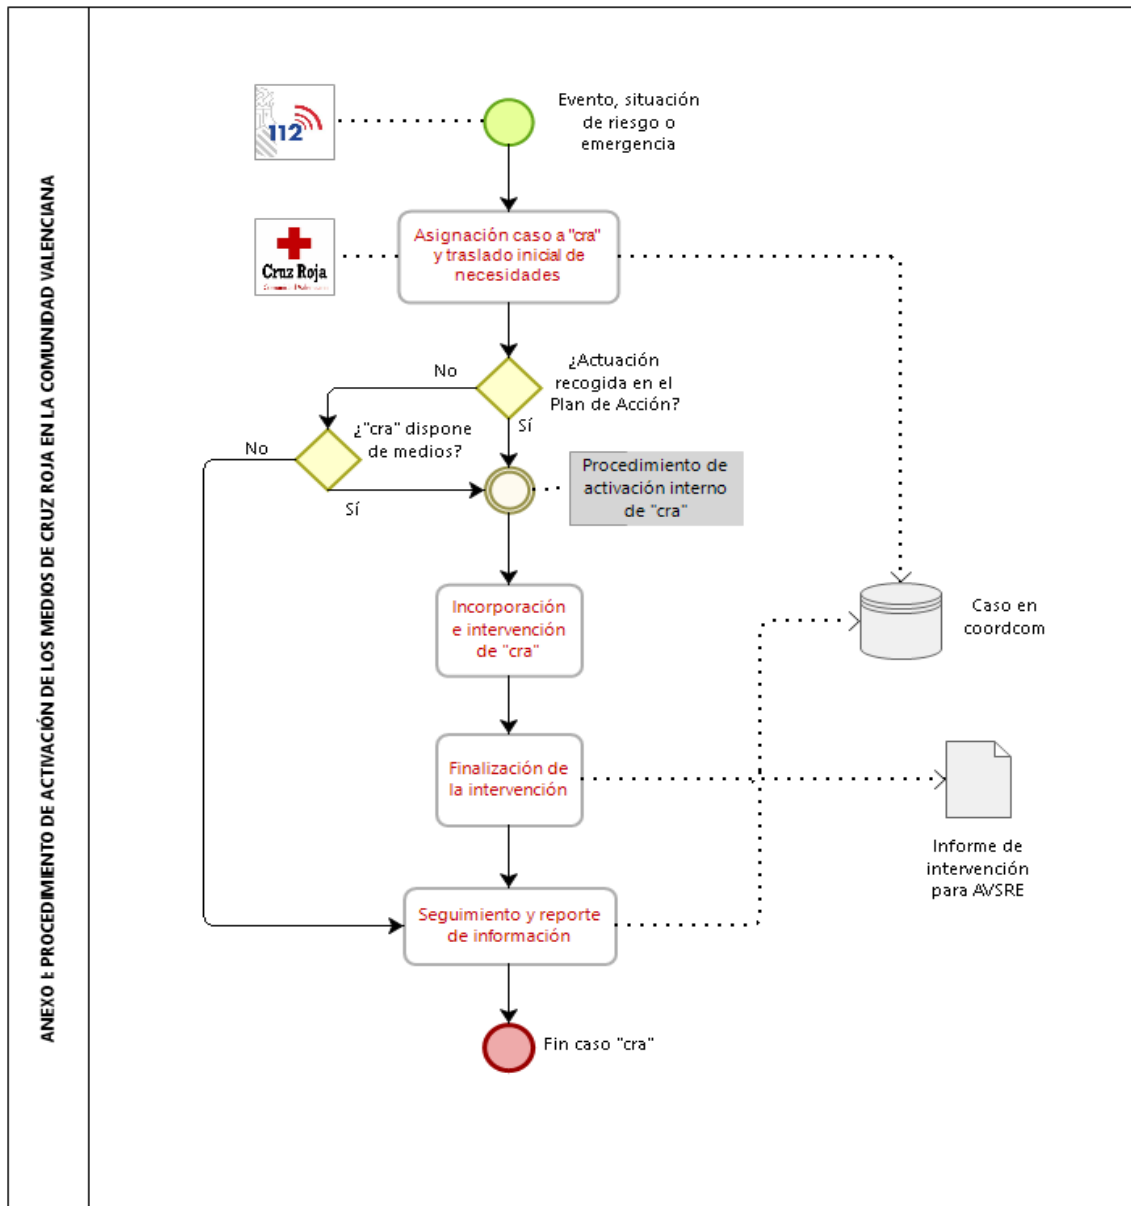 ANEXO I: PROCEDIMIENTO DE ACTIVACIÓN DE LOS MEDIOS DE CRUZ ROJA EN LA COMUNIDAD VALENCIANA
112
Evento, situación
de riesgo o
emergencia
Cruz Roja
Asignación caso a "cra"
y traslado inicial de
necesidades
¿Actuación
recogida en el
Plan de Acción?
No
Sí
¿"cra" dispone
de medios?
No
Sí
Procedimiento de
activación interno
de "cra"
Incorporación
e intervención
de "cra"
Caso en
coordcom
Finalización de
la intervención
Informe de
intervención
para AVSRE
Seguimiento y reporte
de información
Fin caso "cra"